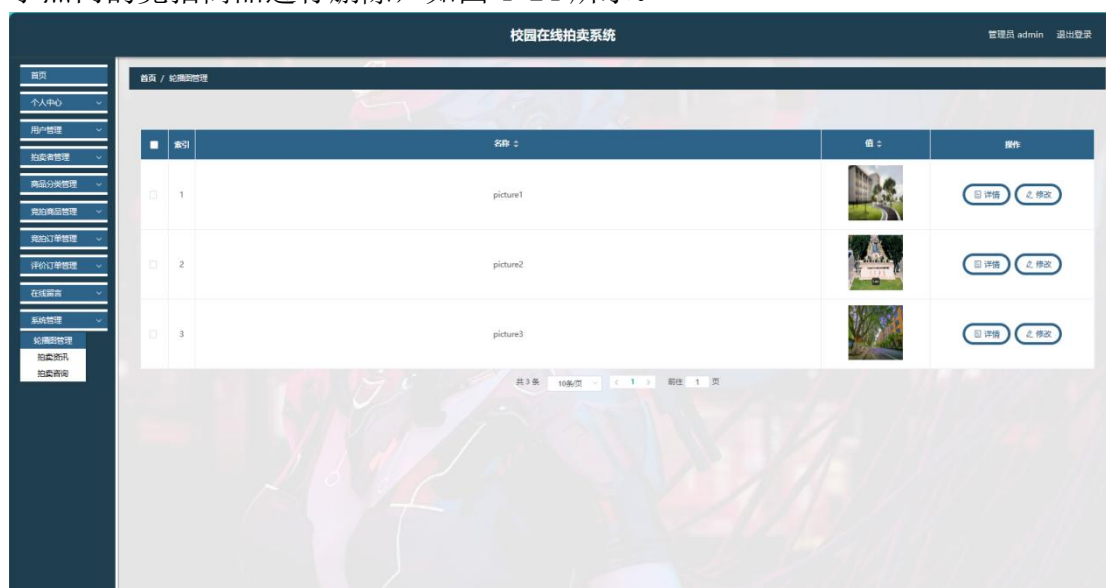 校园在线拍卖系统
管理员 admin 退出登录
首页
首页 / 轮播图管理
个人中心
用户管理
拍卖者管理
商品分类管理
竞拍商品管理
竞拍订单管理
评价订单管理
在线留言
系统管理
轮播图管理
拍卖资讯
拍卖咨询
索引 名称 值 操作
1 picture1 详情 修改
2 picture2 详情 修改
3 picture3 详情 修改
共 3 条 10条/页 1 前往 1 页